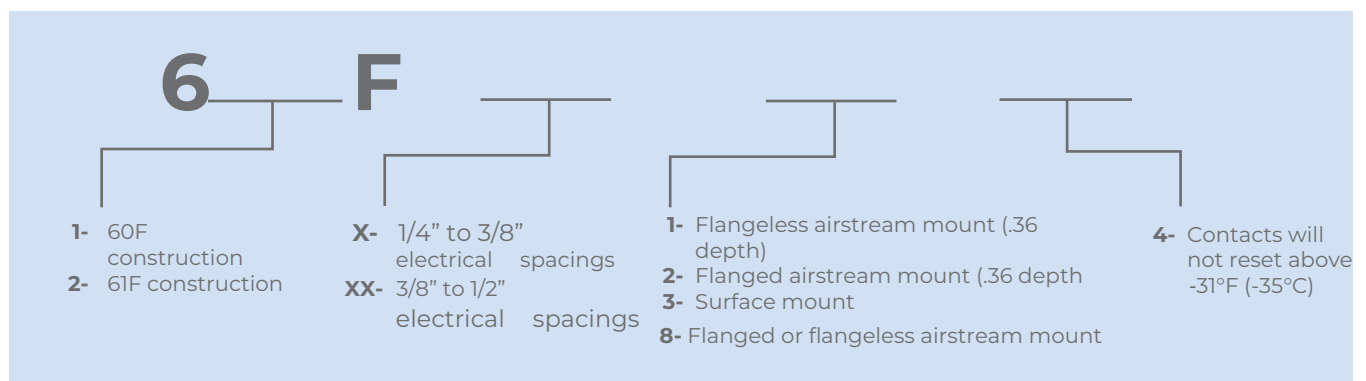 6 F
1- 60F
construction
2- 61F construction
X- 1/4” to 3/8”
electrical spacings
XX- 3/8” to 1/2”
electrical spacings
1- Flangeless airstream mount (.36
depth)
2- Flanged airstream mount (.36 depth
3- Surface mount
8- Flanged or flangeless airstream mount
4- Contacts will
not reset above
-31°F (-35°C)